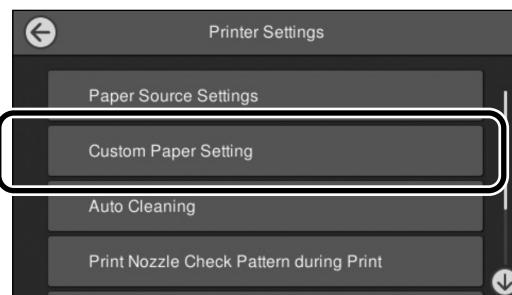 Printer Settings
Paper Source Settings
Custom Paper Setting
Auto Cleaning
Print Nozzle Check Pattern during Print